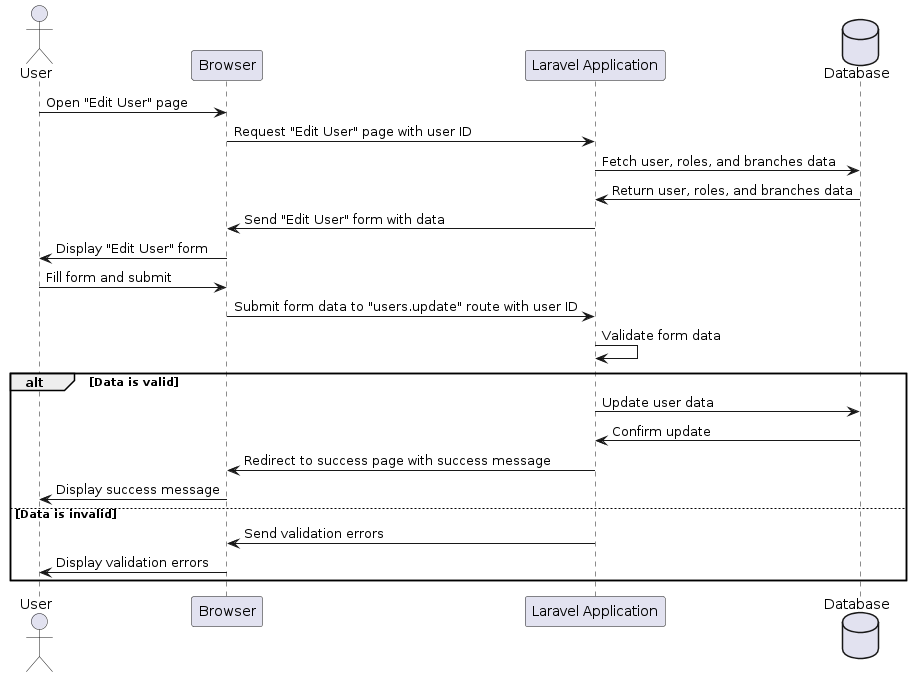 User
Browser
Laravel Application
Database
Open "Edit User" page
Request "Edit User" page with user ID
Fetch user, roles, and branches data
Return user, roles, and branches data
Send "Edit User" form with data
Display "Edit User" form
Fill form and submit
Submit form data to "users.update" route with user ID
Validate form data
alt [Data is valid]
Update user data
Confirm update
Redirect to success page with success message
Display success message
[Data is invalid]
Send validation errors
Display validation errors
User
Browser
Laravel Application
Database